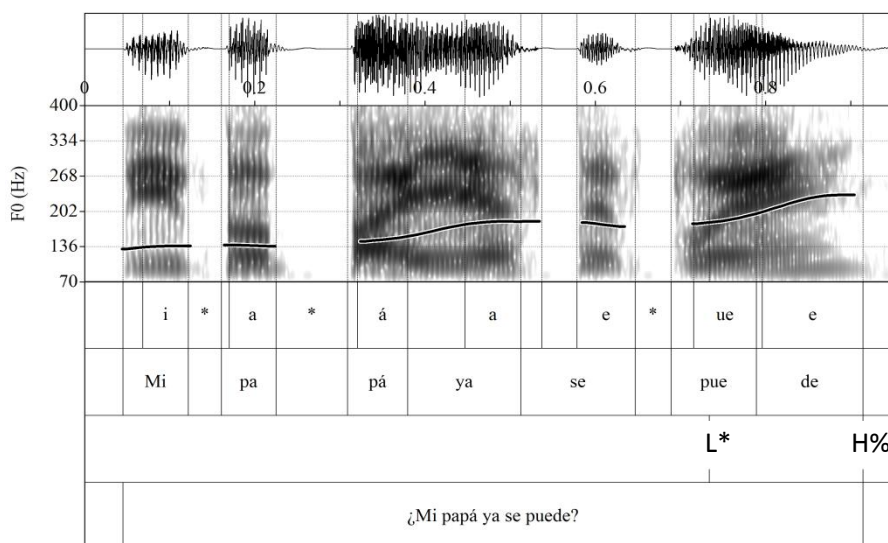 0
0.2
0.4
0.6
0.8
400
334
268
202
136
70
F0 (Hz)
i * a * á a e * ue e
Mi pa pá ya se pue de
L* H%
¿Mi papá ya se puede?